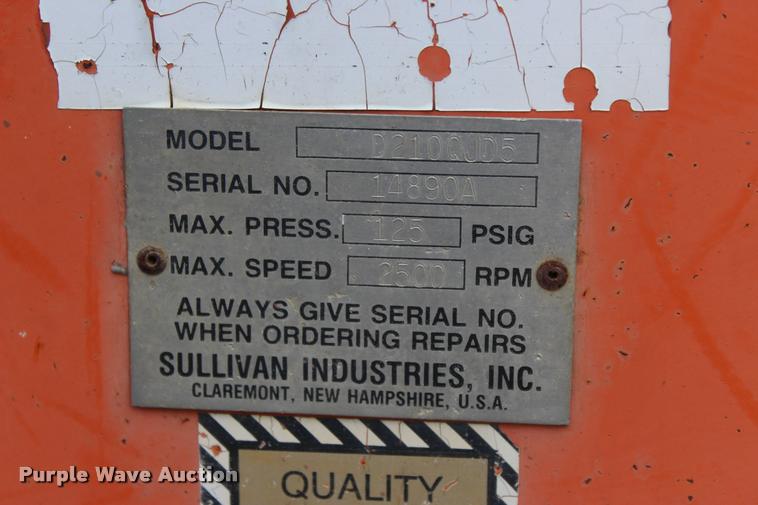 MODEL D210QJD5
SERIAL NO. 14890A
MAX. PRESS. 125 PSIG
MAX. SPEED 2500 RPM
ALWAYS GIVE SERIAL NO.
WHEN ORDERING REPAIRS
SULLIVAN INDUSTRIES, INC.
CLAREMONT, NEW HAMPSHIRE, U.S.A.
QUALITY
Purple Wave Auction